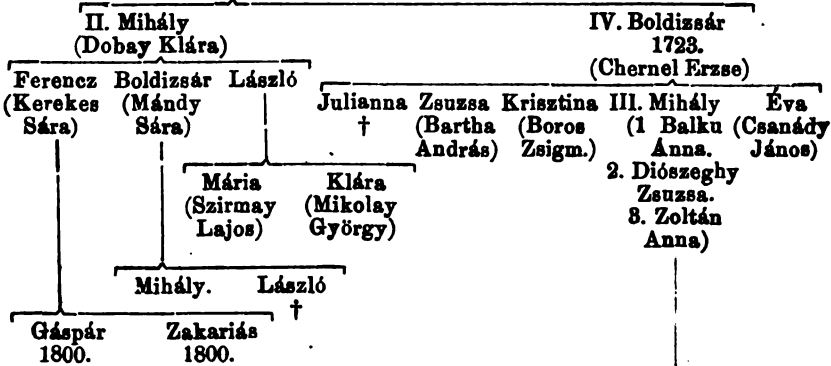 II. Mihály
(Dobay Klára)
IV. Boldizsár
1723.
(Chernel Erzse)
Ferencz
(Kerekes
Sára)
Boldizsár
(Mándy
Sára)
László
Julianna
†
Zsuzsa
(Bartha
András)
Krisztina
(Boros
Zsigm.)
III. Mihály
(1 Balku
Anna.
2. Diószeghy
Zsuzsa.
3. Zoltán
Anna)
Éva
(Csanády
János)
Mária
(Szirmay
Lajos)
Klára
(Mikolay
György)
Mihály.
László
†
Gáspár
1800.
Zakariás
1800.